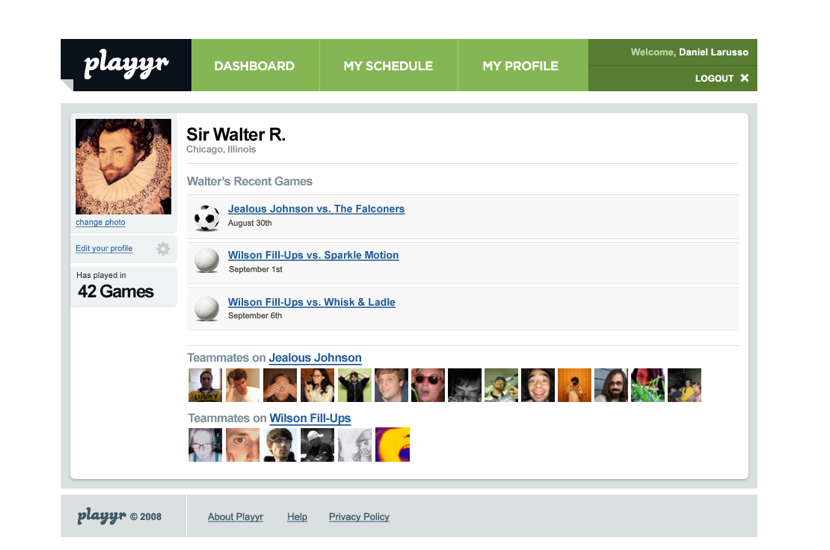 playyr
DASHBOARD
MY SCHEDULE
MY PROFILE
Welcome, Daniel Larusso
LOGOUT
change photo
Edit your profile
Has played in
42 Games
Sir Walter R.
Chicago, Illinois
Walter's Recent Games
Jealous Johnson vs. The Falconers
August 30th
Wilson Fill-Ups vs. Sparkle Motion
September 1st
Wilson Fill-Ups vs. Whisk & Ladle
September 6th
Teammates on Jealous Johnson
LUCKY
Teammates on Wilson Fill-Ups
playyr © 2008
About Playyr
Help
Privacy Policy